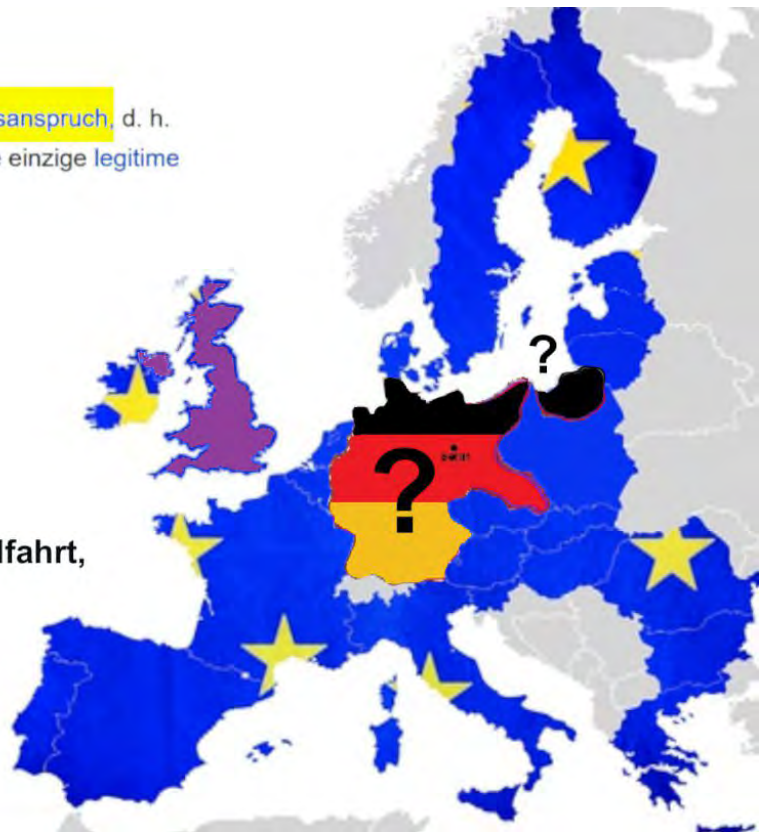 sanspruch, d. h.
einzige legitime
?
?
lfahrt,